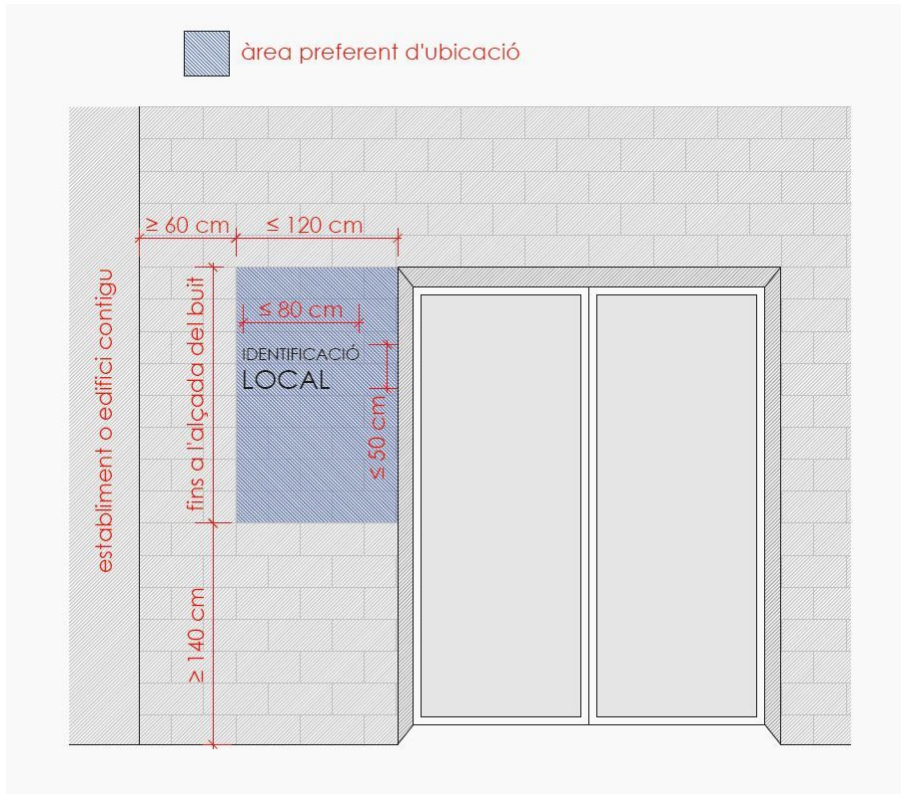 àrea preferent d'ubicació
≥ 60 cm
≤ 120 cm
establiment o edifici contigu
fins a l'alçada del buit
≤ 80 cm
IDENTIFICACIÓ
LOCAL
≤ 50 cm
≥ 140 cm